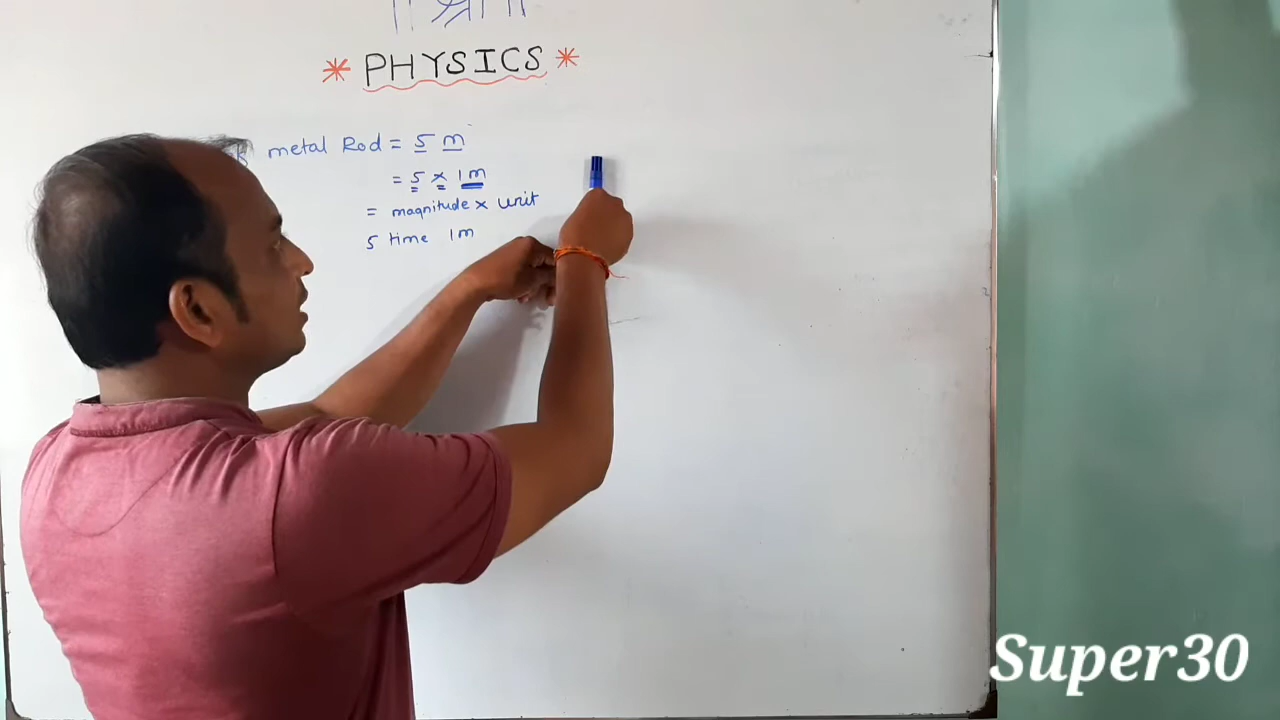 * PHYSICS *
metal Rod = 5 m
= 5 × 1m
= magnitude × unit
5 time 1m
Super30